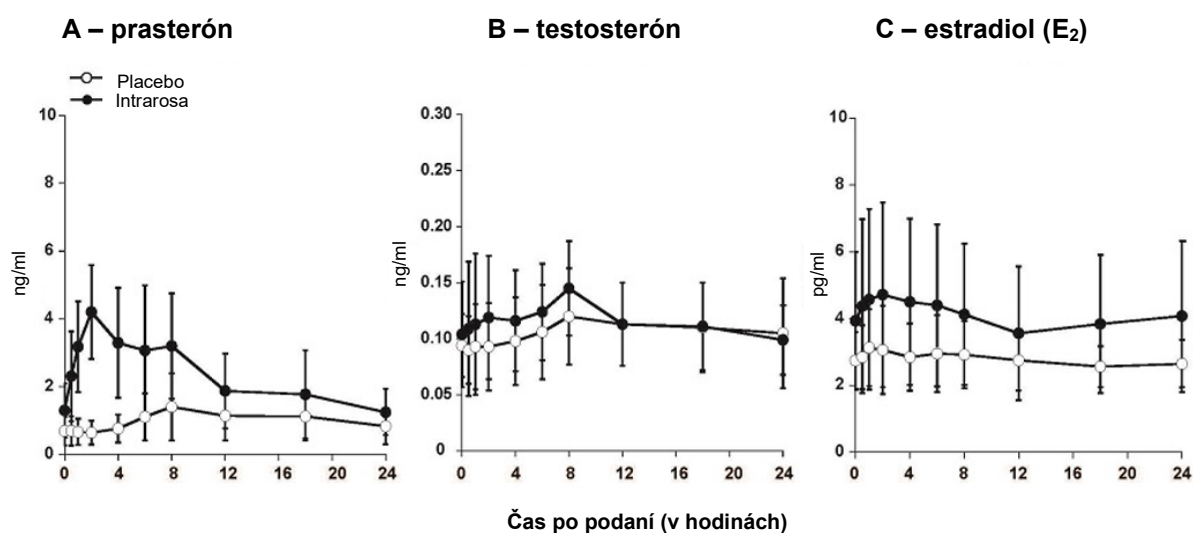 A – prasterón
B – testosterón
C – estradiol (E₂)
Placebo
Intrarosa
10
8
6
4
2
0
ng/ml
0 4 8 12 16 20 24
0.30
0.25
0.20
0.15
0.10
0.05
0
ng/ml
0 4 8 12 16 20 24
10
8
6
4
2
0
pg/ml
0 4 8 12 16 20 24
Čas po podaní (v hodinách)